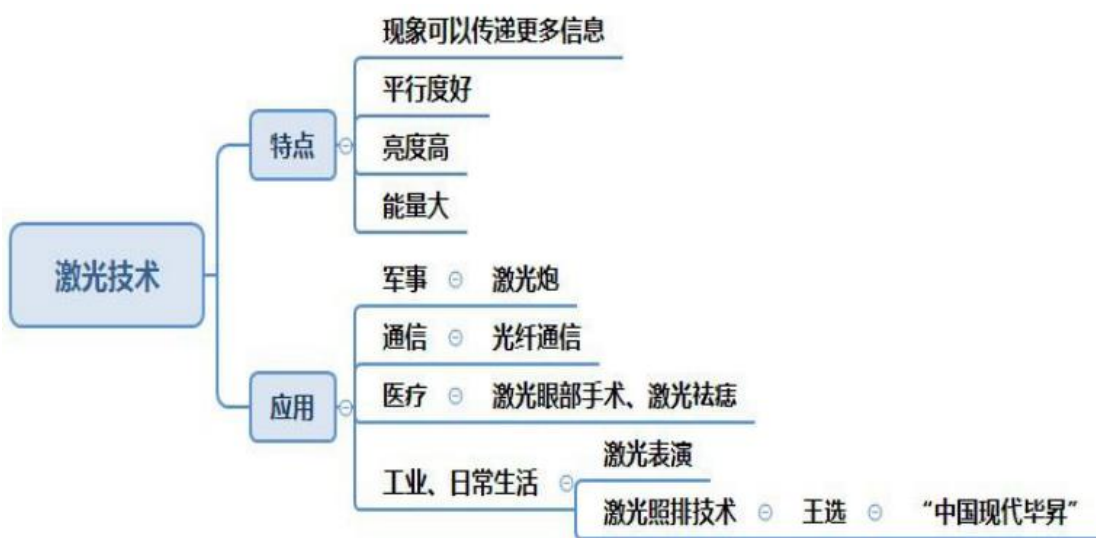 现象可以传递更多信息
平行度好
特点
亮度高
能量大
激光技术
军事 激光炮
通信 光纤通信
应用
医疗 激光眼部手术、激光祛痣
激光表演
工业、日常生活
激光照排技术 王选 “中国现代毕昇”